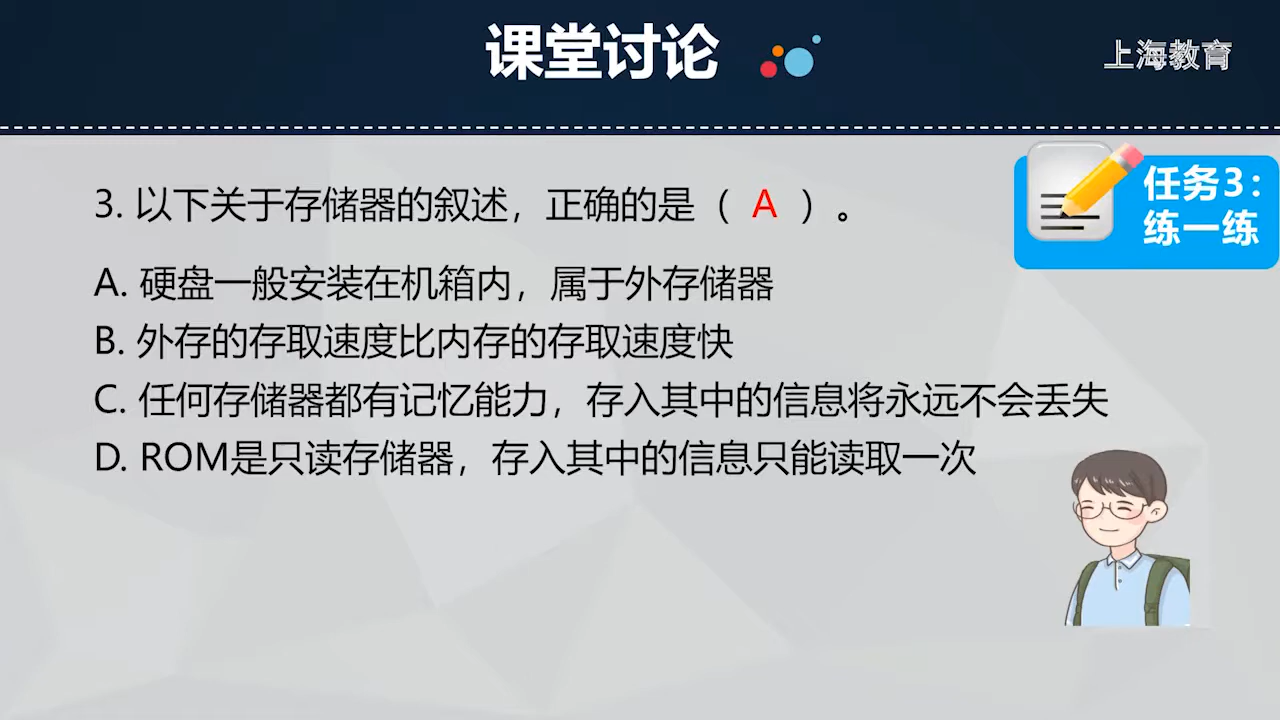 课堂讨论
上海教育
任务3：
练一练
3. 以下关于存储器的叙述，正确的是（ A ）。
A. 硬盘一般安装在机箱内，属于外存储器
B. 外存的存取速度比内存的存取速度快
C. 任何存储器都有记忆能力，存入其中的信息将永远不会丢失
D. ROM是只读存储器，存入其中的信息只能读取一次